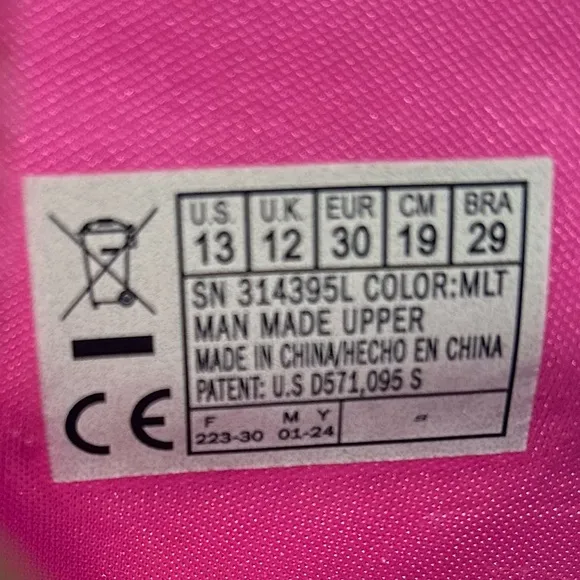 U.S. U.K. EUR CM BRA
13 12 30 19 29
SN 314395L COLOR:MLT
MAN MADE UPPER
MADE IN CHINA/HECHO EN CHINA
PATENT: U.S D571,095 S
F M Y
223-30 01-24
CE